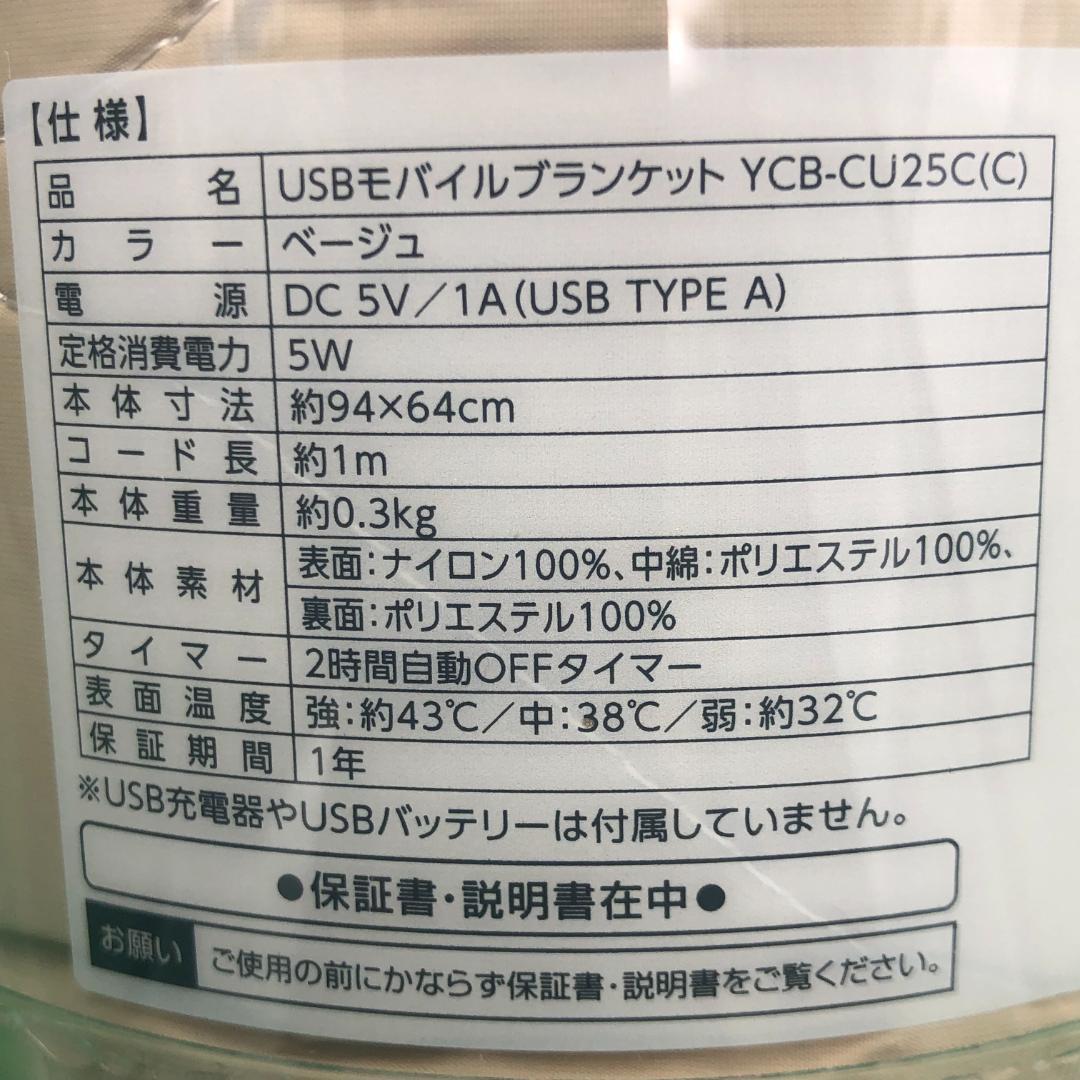 【仕様】
品名 USBモバイルブランケット YCB-CU25C(C)
カラー ベージュ
電源 DC 5V／1A(USB TYPE A)
定格消費電力 5W
本体寸法 約94×64cm
コード長 約1m
本体重量 約0.3kg
本体素材 表面：ナイロン100%、中綿：ポリエステル100%、
裏面：ポリエステル100%
タイマー 2時間自動OFFタイマー
表面温度 強：約43℃／中：38℃／弱：約32℃
保証期間 1年
※USB充電器やUSBバッテリーは付属していません。
●保証書・説明書在中●
お願い ご使用の前にかならず保証書・説明書をご覧ください。